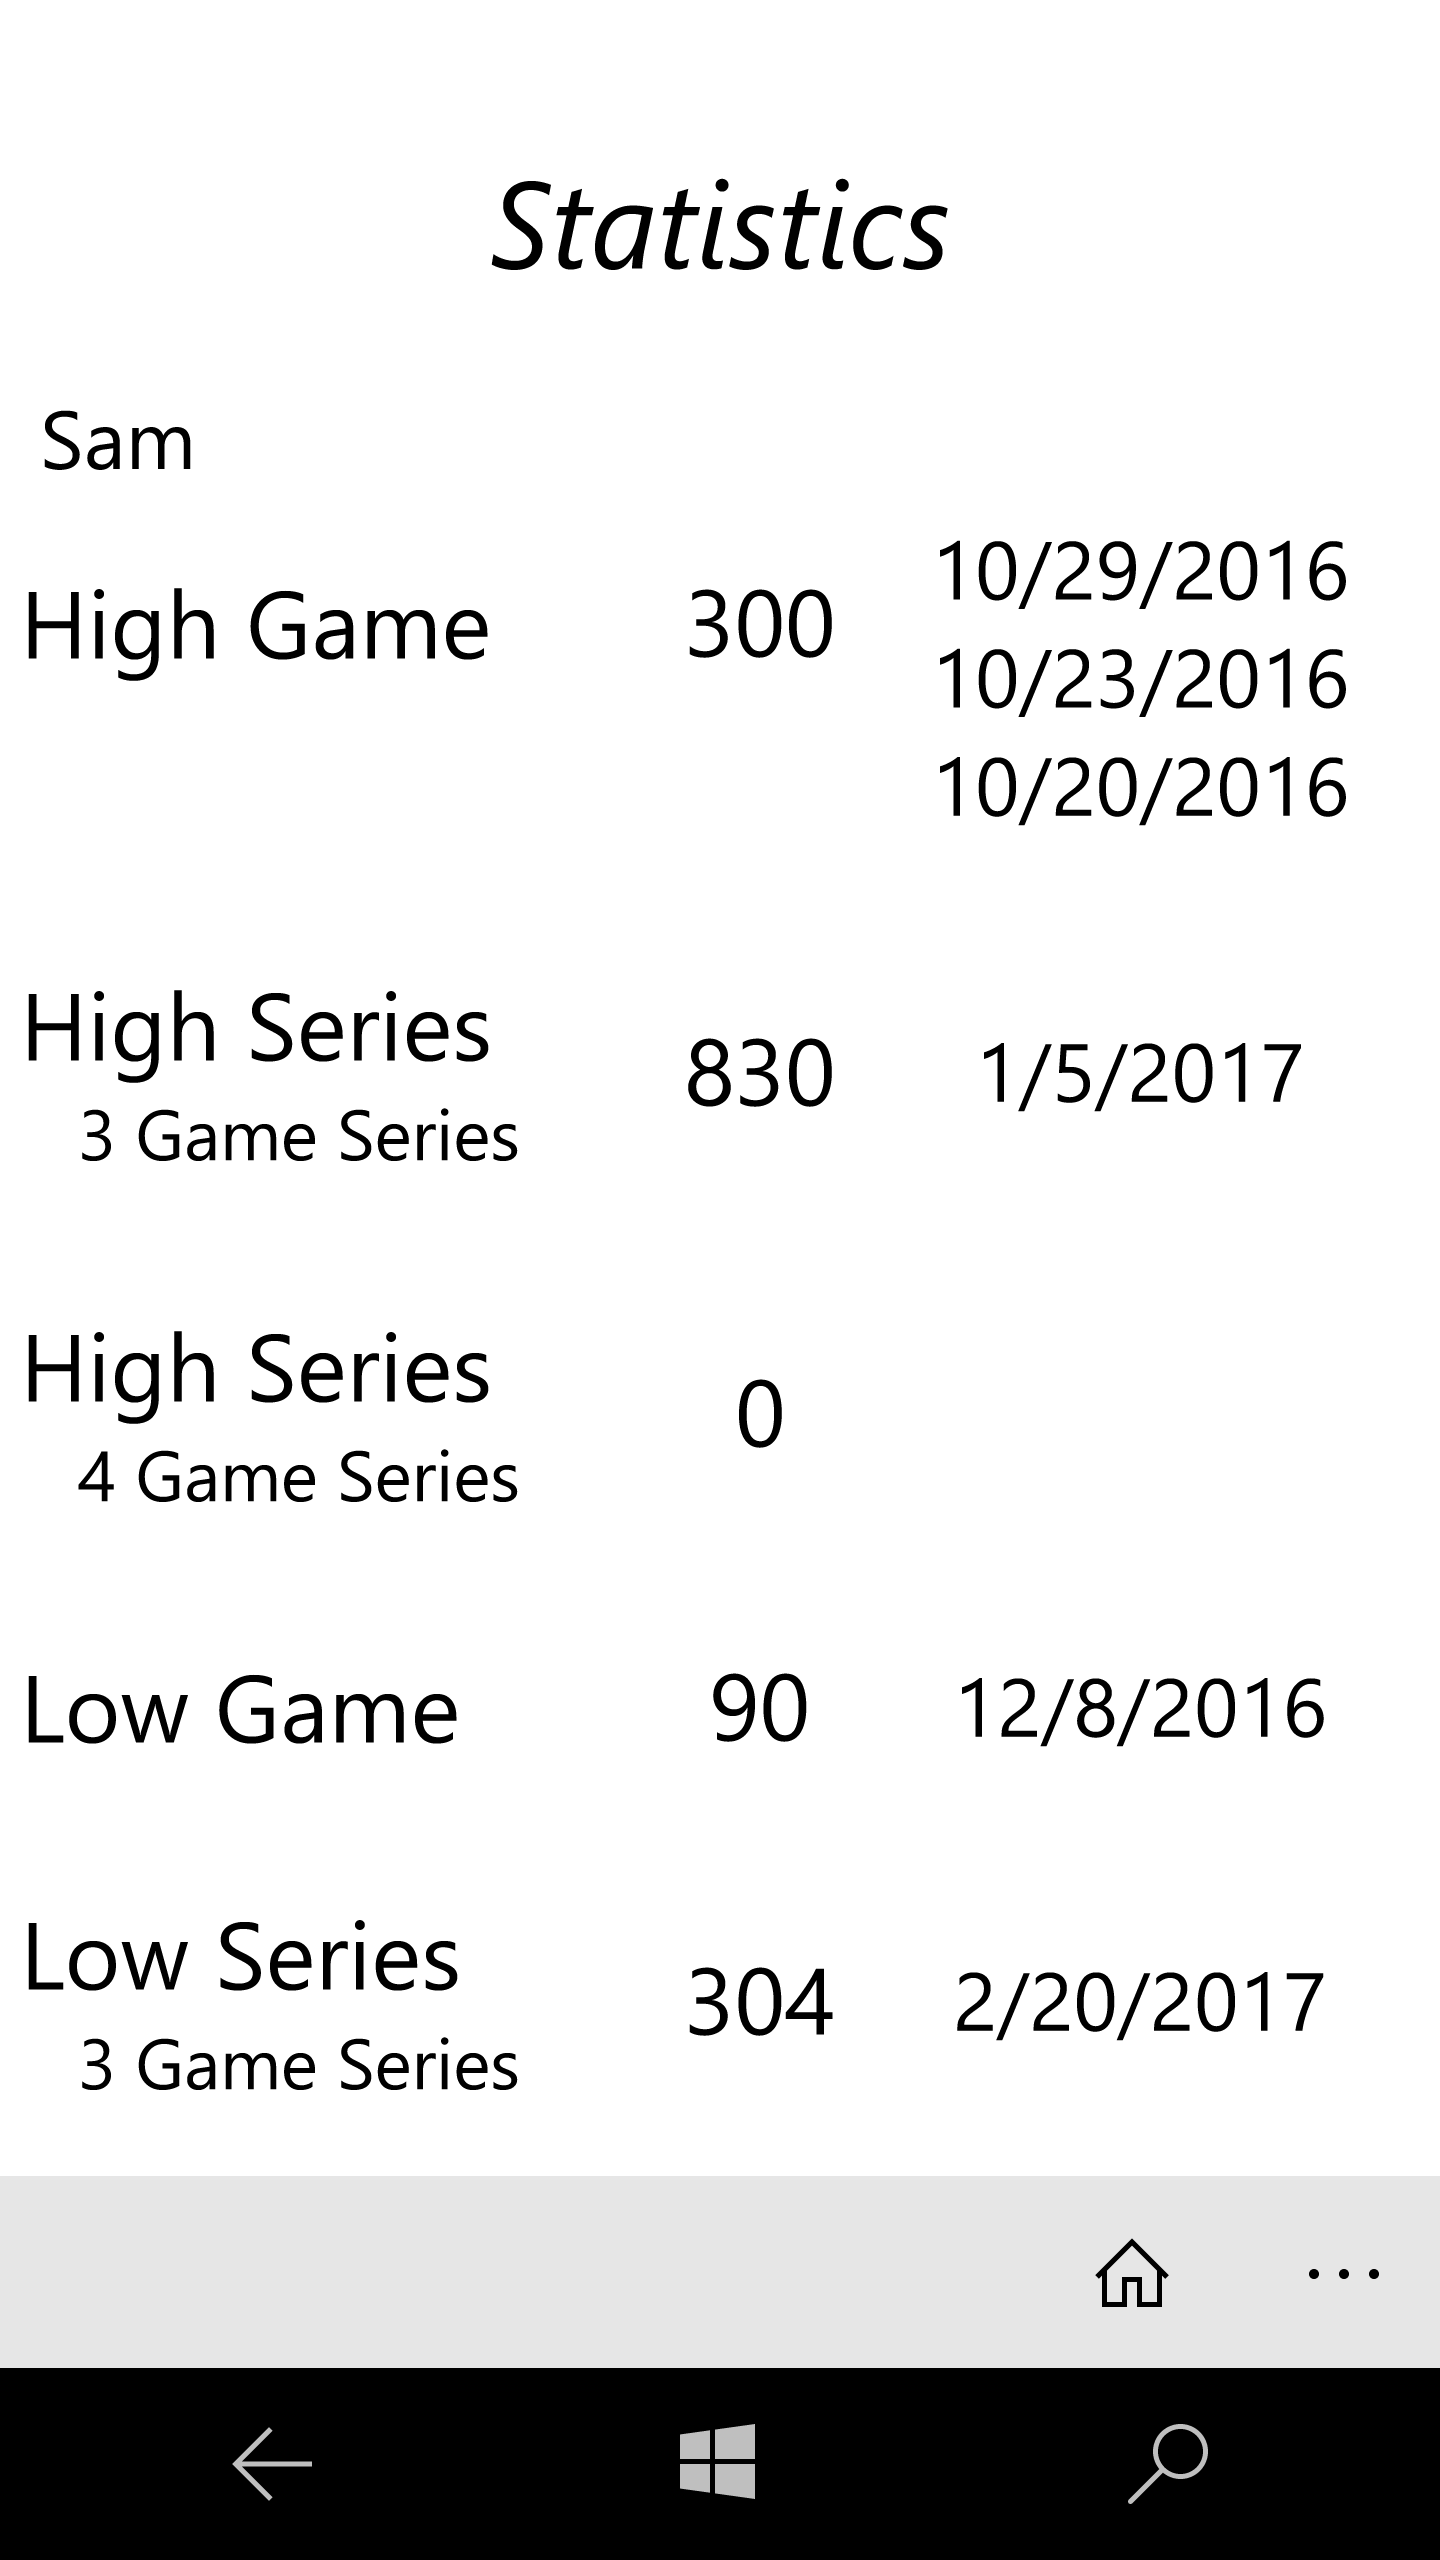 Statistics
Sam
High Game 300 10/29/2016
10/23/2016
10/20/2016
High Series 830 1/5/2017
3 Game Series
High Series 0
4 Game Series
Low Game 90 12/8/2016
Low Series 304 2/20/2017
3 Game Series